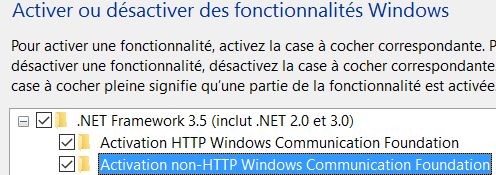 Activer ou désactiver des fonctionnalités Windows
Pour activer une fonctionnalité, activez la case à cocher correspondante. P
désactiver une fonctionnalité, désactivez la case à cocher correspondante.
case à cocher pleine signifie qu'une partie de la fonctionnalité est activée
.NET Framework 3.5 (inclut .NET 2.0 et 3.0)
Activation HTTP Windows Communication Foundation
Activation non-HTTP Windows Communication Foundation